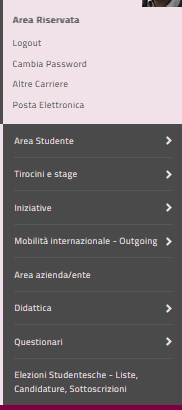 Area Riservata
Logout
Cambia Password
Altre Carriere
Posta Elettronica
Area Studente
Tirocini e stage
Iniziative
Mobilità internazionale - Outgoing
Area azienda/ente
Didattica
Questionari
Elezioni Studentesche - Liste,
Candidature, Sottoscrizioni